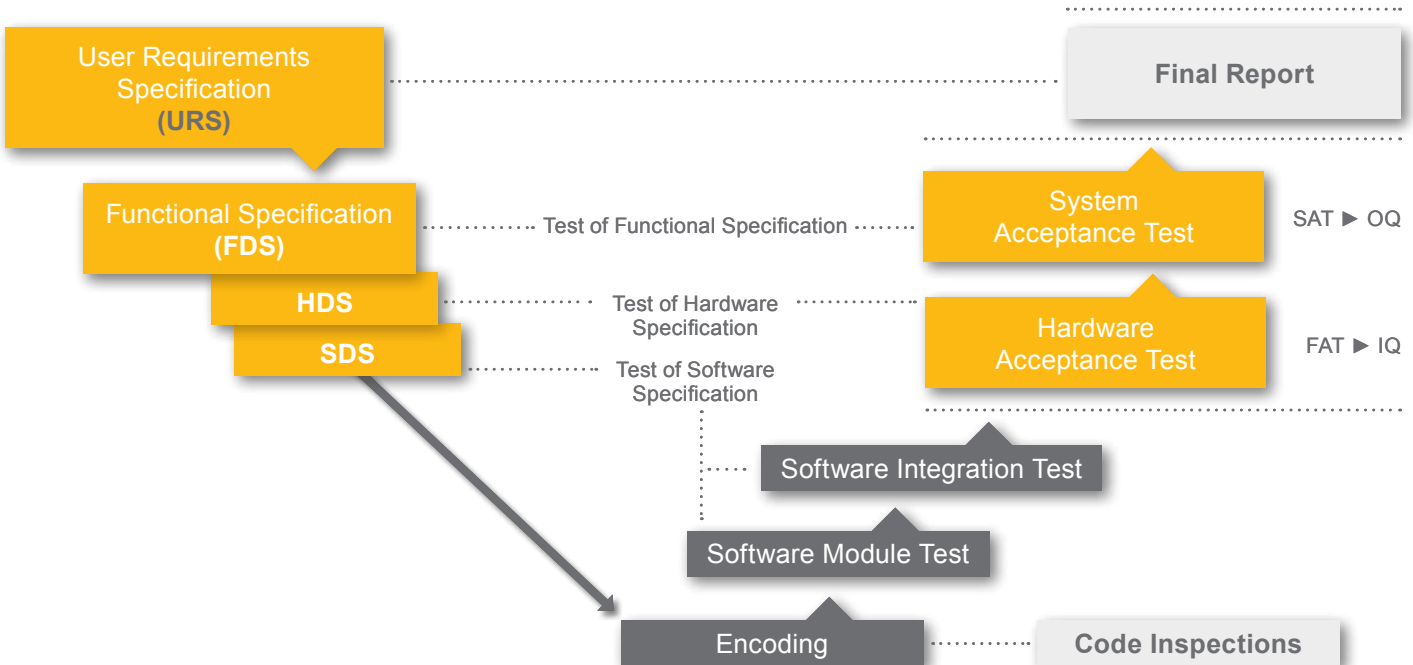 User Requirements
Specification
(URS)
Final Report
Functional Specification
(FDS)
Test of Functional Specification
System
Acceptance Test
SAT ► OQ
HDS
Test of Hardware
Specification
Hardware
Acceptance Test
FAT ► IQ
SDS
Test of Software
Specification
Software Integration Test
Software Module Test
Encoding
Code Inspections